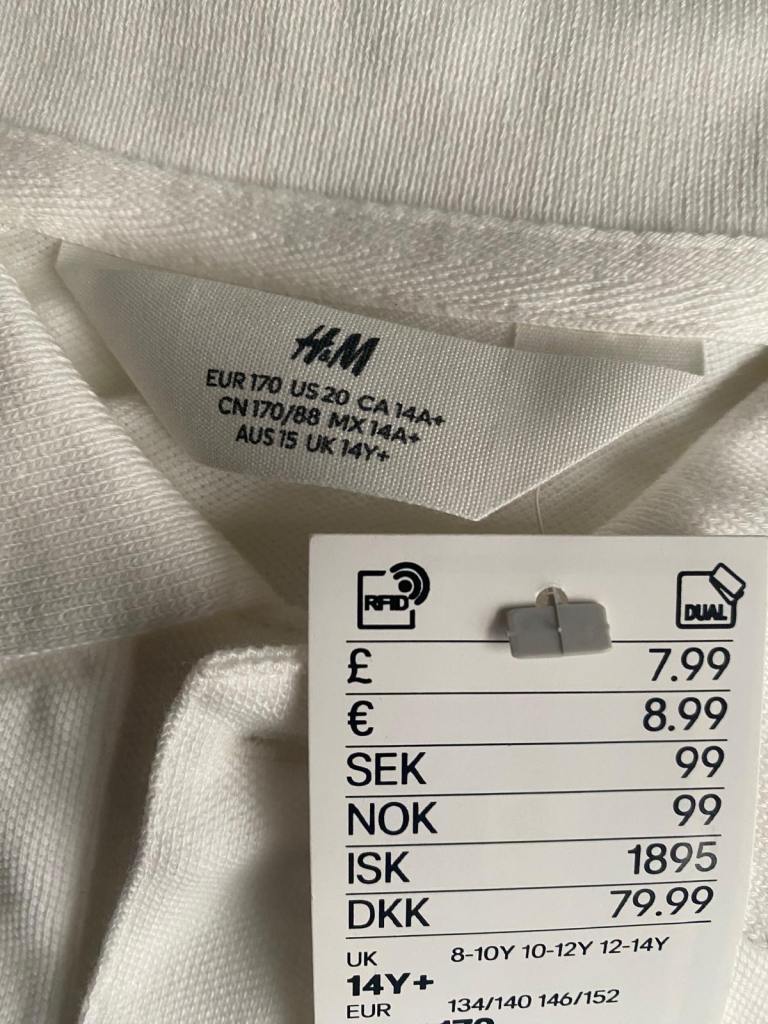 H&M
EUR 170 US 20 CA 14A+
CN 170/88 MX 14A+
AUS 15 UK 14Y+
RFID
DUAL
£ 7.99
€ 8.99
SEK 99
NOK 99
ISK 1895
DKK 79.99
UK 8-10Y 10-12Y 12-14Y
14Y+
EUR 134/140 146/152